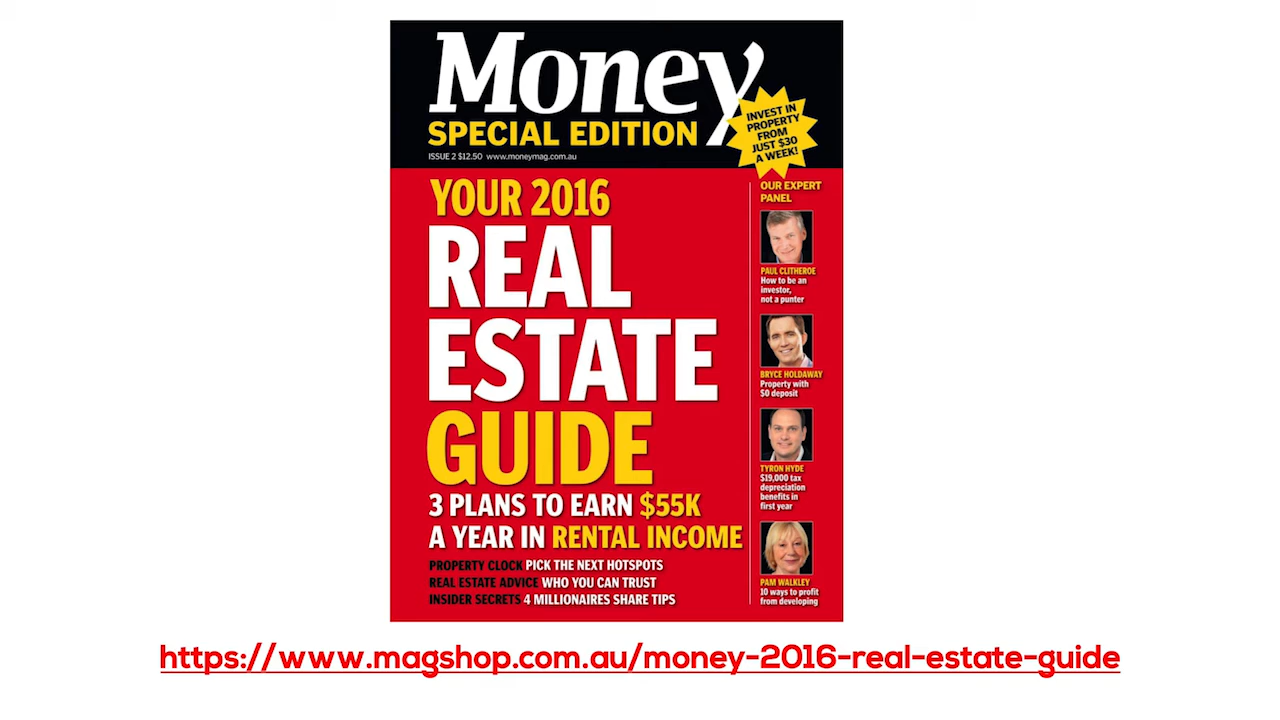 Money
SPECIAL EDITION
ISSUE 2 $12.50 www.moneymag.com.au
INVEST IN
PROPERTY
FROM
JUST $30
A WEEK!
YOUR 2016
REAL
ESTATE
GUIDE
3 PLANS TO EARN $55K
A YEAR IN RENTAL INCOME
PROPERTY CLOCK PICK THE NEXT HOTSPOTS
REAL ESTATE ADVICE WHO YOU CAN TRUST
INSIDER SECRETS 4 MILLIONAIRES SHARE TIPS
OUR EXPERT
PANEL
PAUL CLITHEROE
How to be an
investor,
not a punter
BRYCE HOLDAWAY
Property with
$0 deposit
TYRON HYDE
$19,000 tax
depreciation
benefits in
first year
PAM WALKLEY
10 ways to profit
from developing
https://www.magshop.com.au/money-2016-real-estate-guide